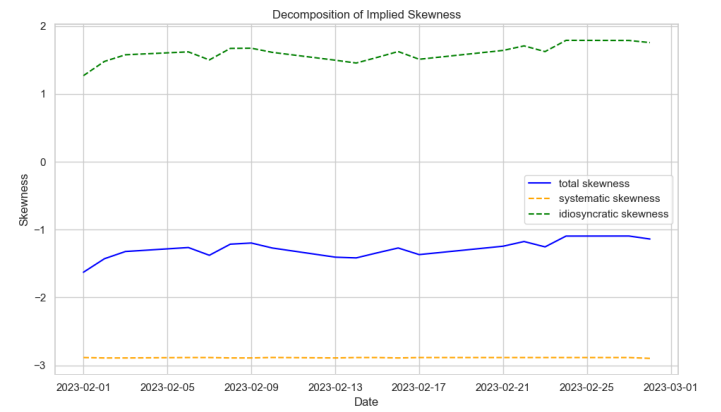 Decomposition of Implied Skewness
2
1
0
−1
−2
−3
Skewness
total skewness
systematic skewness
idiosyncratic skewness
2023-02-01 2023-02-05 2023-02-09 2023-02-13 2023-02-17 2023-02-21 2023-02-25 2023-03-01
Date